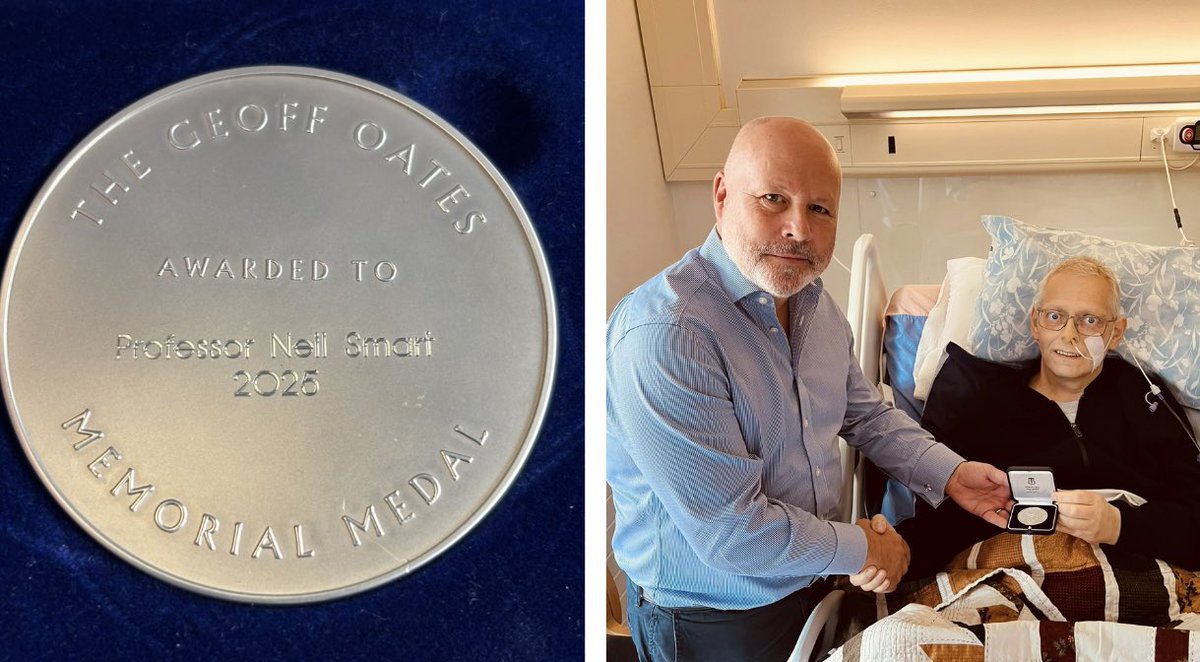 THE GEOFF OATES
AWARDED TO
Professor Neil Smart
2025
MEMORIAL MEDAL